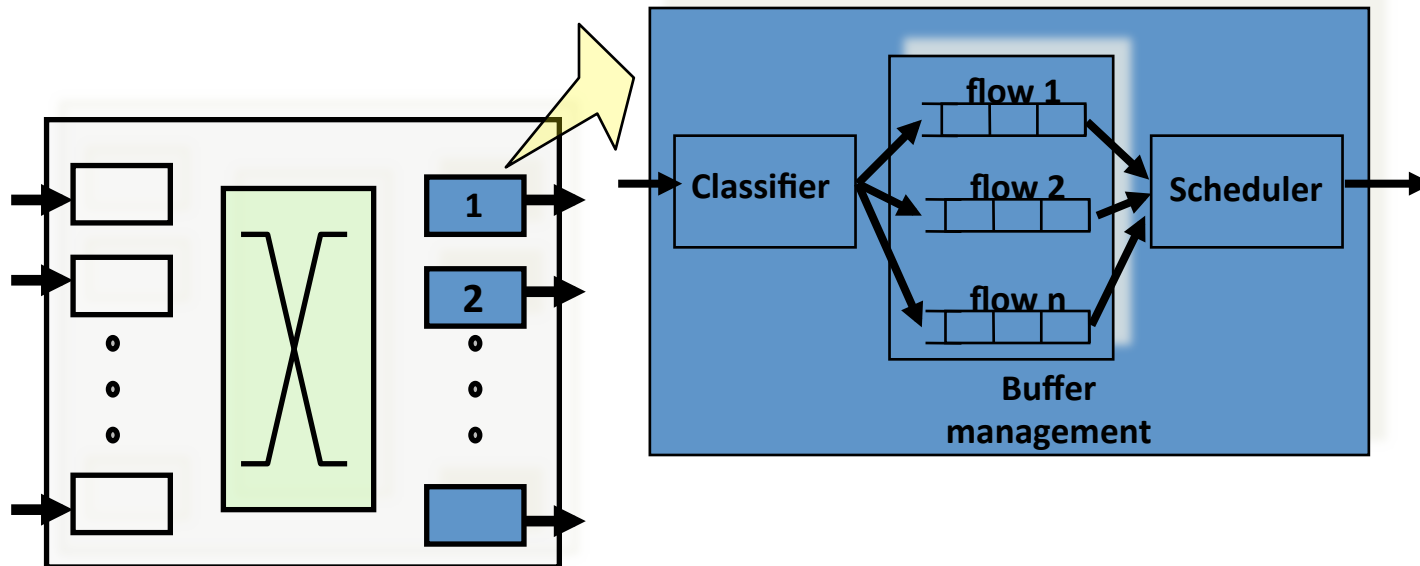 1
2
flow 1
Classifier
flow 2
Scheduler
flow n
Buffer
management